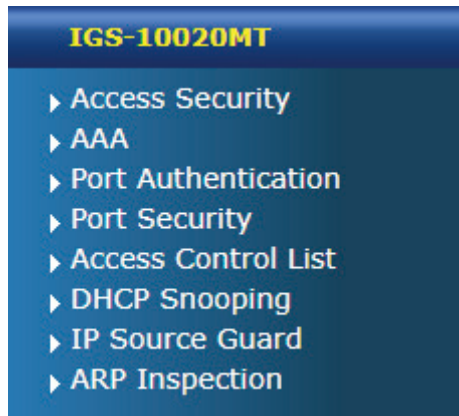 IGS-10020MT
Access Security
AAA
Port Authentication
Port Security
Access Control List
DHCP Snooping
IP Source Guard
ARP Inspection